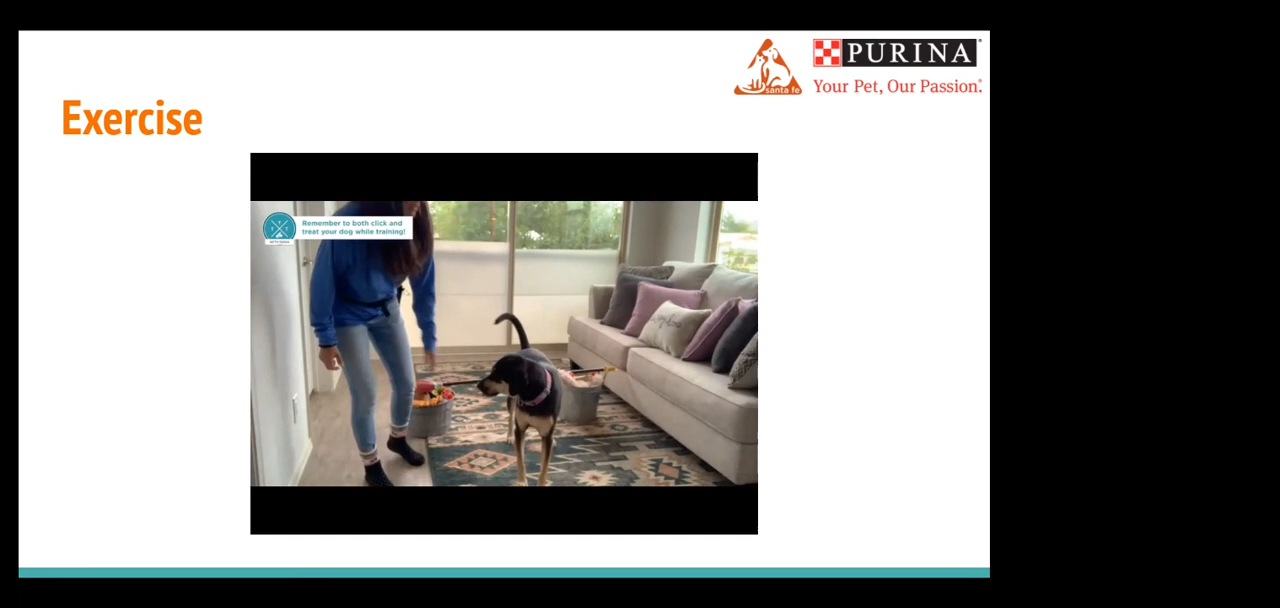 santa fe
PURINA®
Your Pet, Our Passion.®
Exercise
Remember to both click and
treat your dog while training!